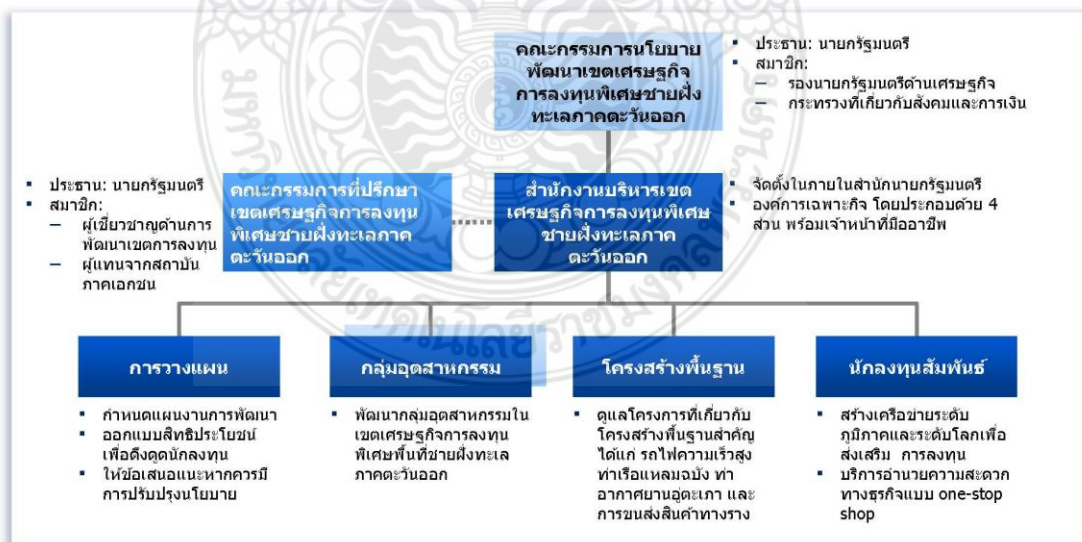 คณะกรรมการนโยบาย
พัฒนาเขตเศรษฐกิจ
การลงทุนพิเศษชายฝั่ง
ทะเลภาคตะวันออก
▪ ประธาน: นายกรัฐมนตรี
▪ สมาชิก:
– รองนายกรัฐมนตรีด้านเศรษฐกิจ
– กระทรวงที่เกี่ยวกับสังคมและการเงิน
▪ ประธาน: นายกรัฐมนตรี
▪ สมาชิก:
– ผู้เชี่ยวชาญด้านการ
พัฒนาเขตการลงทุน
– ผู้แทนจากสถาบัน
ภาคเอกชน
คณะกรรมการที่ปรึกษา
เขตเศรษฐกิจการลงทุน
พิเศษชายฝั่งทะเลภาค
ตะวันออก
สำนักงานบริหารเขต
เศรษฐกิจการลงทุนพิเศษ
ชายฝั่งทะเลภาค
ตะวันออก
▪ จัดตั้งในภายในสำนักนายกรัฐมนตรี
▪ องค์การเฉพาะกิจ โดยประกอบด้วย 4
ส่วน พร้อมเจ้าหน้าที่มืออาชีพ
การวางแผน
▪ กำหนดแผนงานการพัฒนา
▪ ออกแบบสิทธิประโยชน์
เพื่อดึงดูดนักลงทุน
▪ ให้ข้อเสนอแนะหากควรมี
การปรับปรุงนโยบาย
กลุ่มอุตสาหกรรม
▪ พัฒนากลุ่มอุตสาหกรรมใน
เขตเศรษฐกิจการลงทุน
พิเศษพื้นที่ชายฝั่งทะเล
ภาคตะวันออก
โครงสร้างพื้นฐาน
▪ ดูแลโครงการที่เกี่ยวกับ
โครงสร้างพื้นฐานสำคัญ
ได้แก่ รถไฟความเร็วสูง
ท่าเรือแหลมฉบัง ท่า
อากาศยานอู่ตะเภา และ
การขนส่งสินค้าทางราง
นักลงทุนสัมพันธ์
▪ สร้างเครือข่ายระดับ
ภูมิภาคและระดับโลกเพื่อ
ส่งเสริม การลงทุน
▪ บริการอำนวยความสะดวก
ทางธุรกิจแบบ one-stop
shop